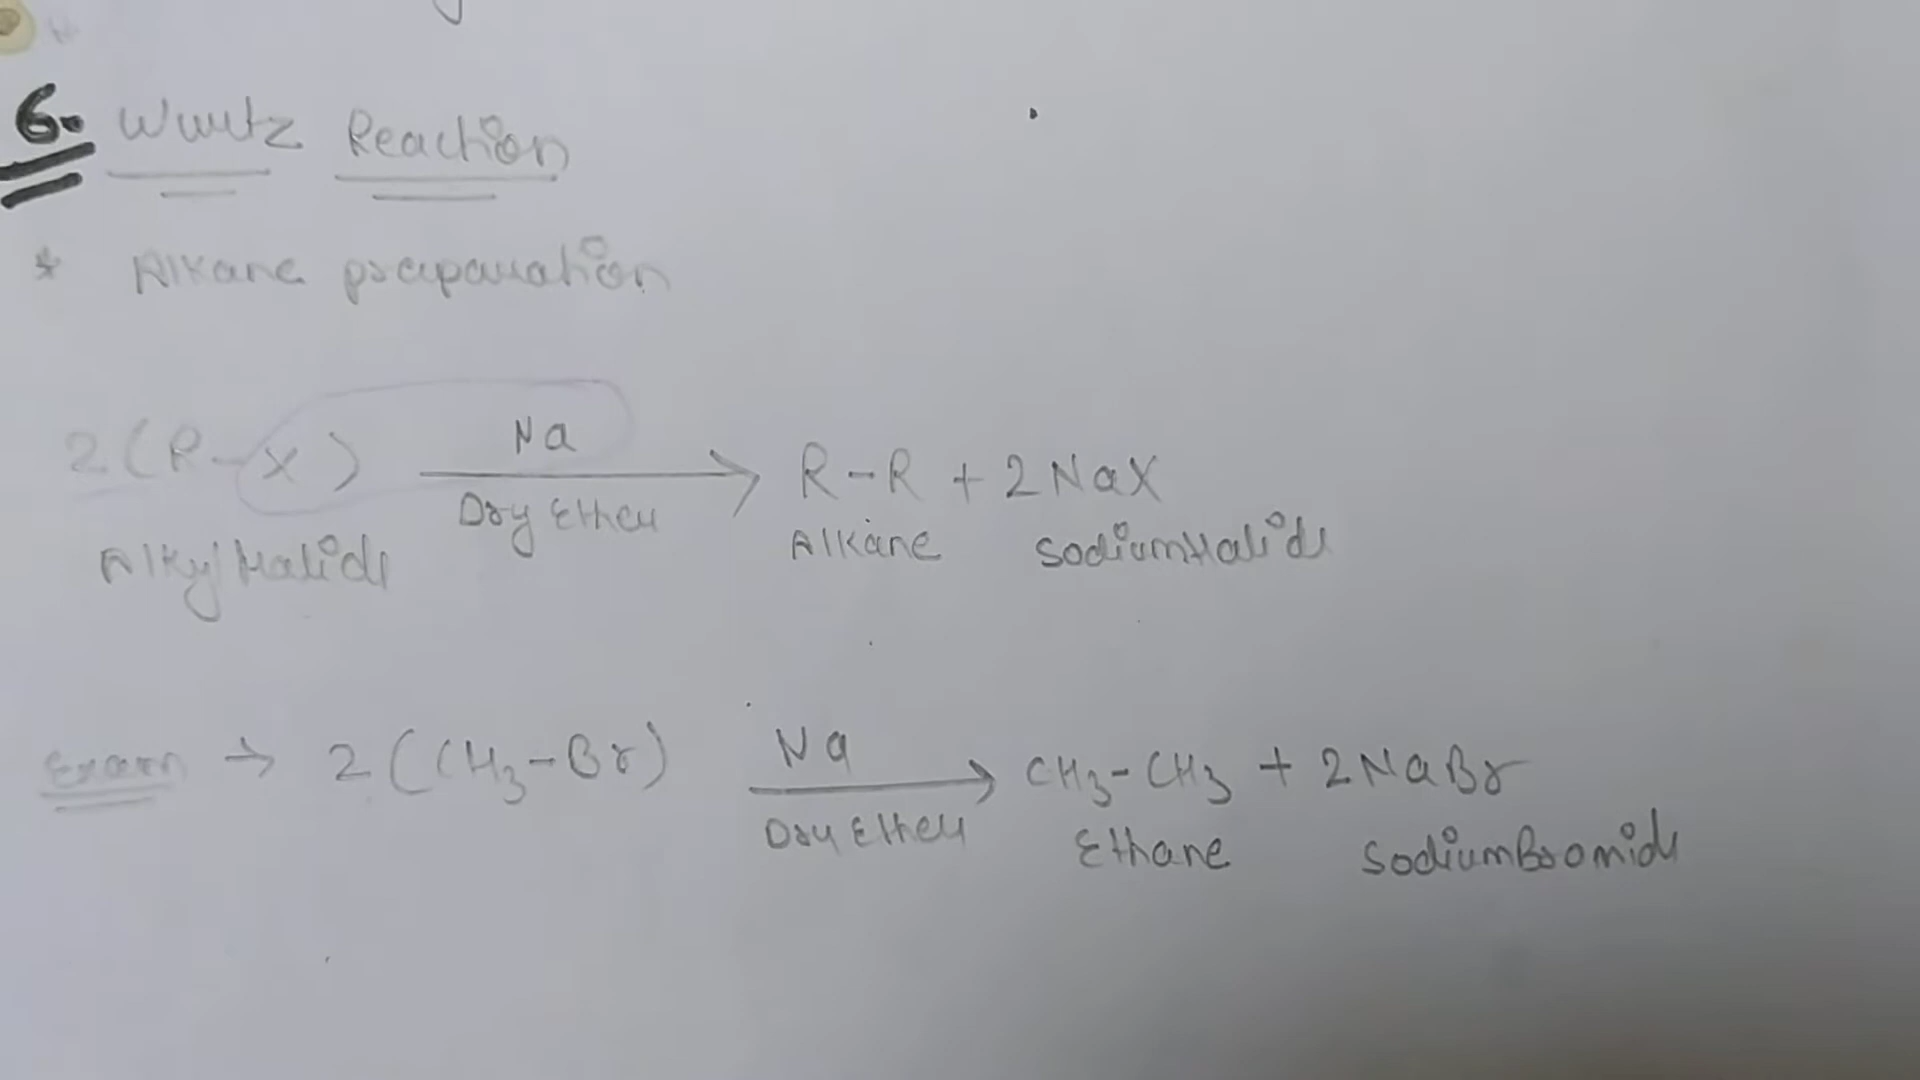 6. Wurtz Reaction
* Alkane preparation
2(R-X) Na Dry Ether → R-R + 2NaX
Alkyl Halide Alkane Sodium Halide
Exam → 2(CH3-Br) Na Dry Ether → CH3-CH3 + 2NaBr
Ethane Sodium Bromide